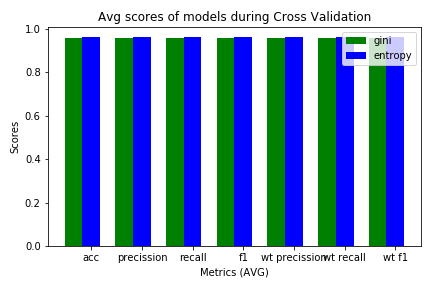 Avg scores of models during Cross Validation
gini
entropy
1.0
0.8
0.6
0.4
0.2
0.0
Scores
acc precission recall f1 wt precission wt recall wt f1
Metrics (AVG)